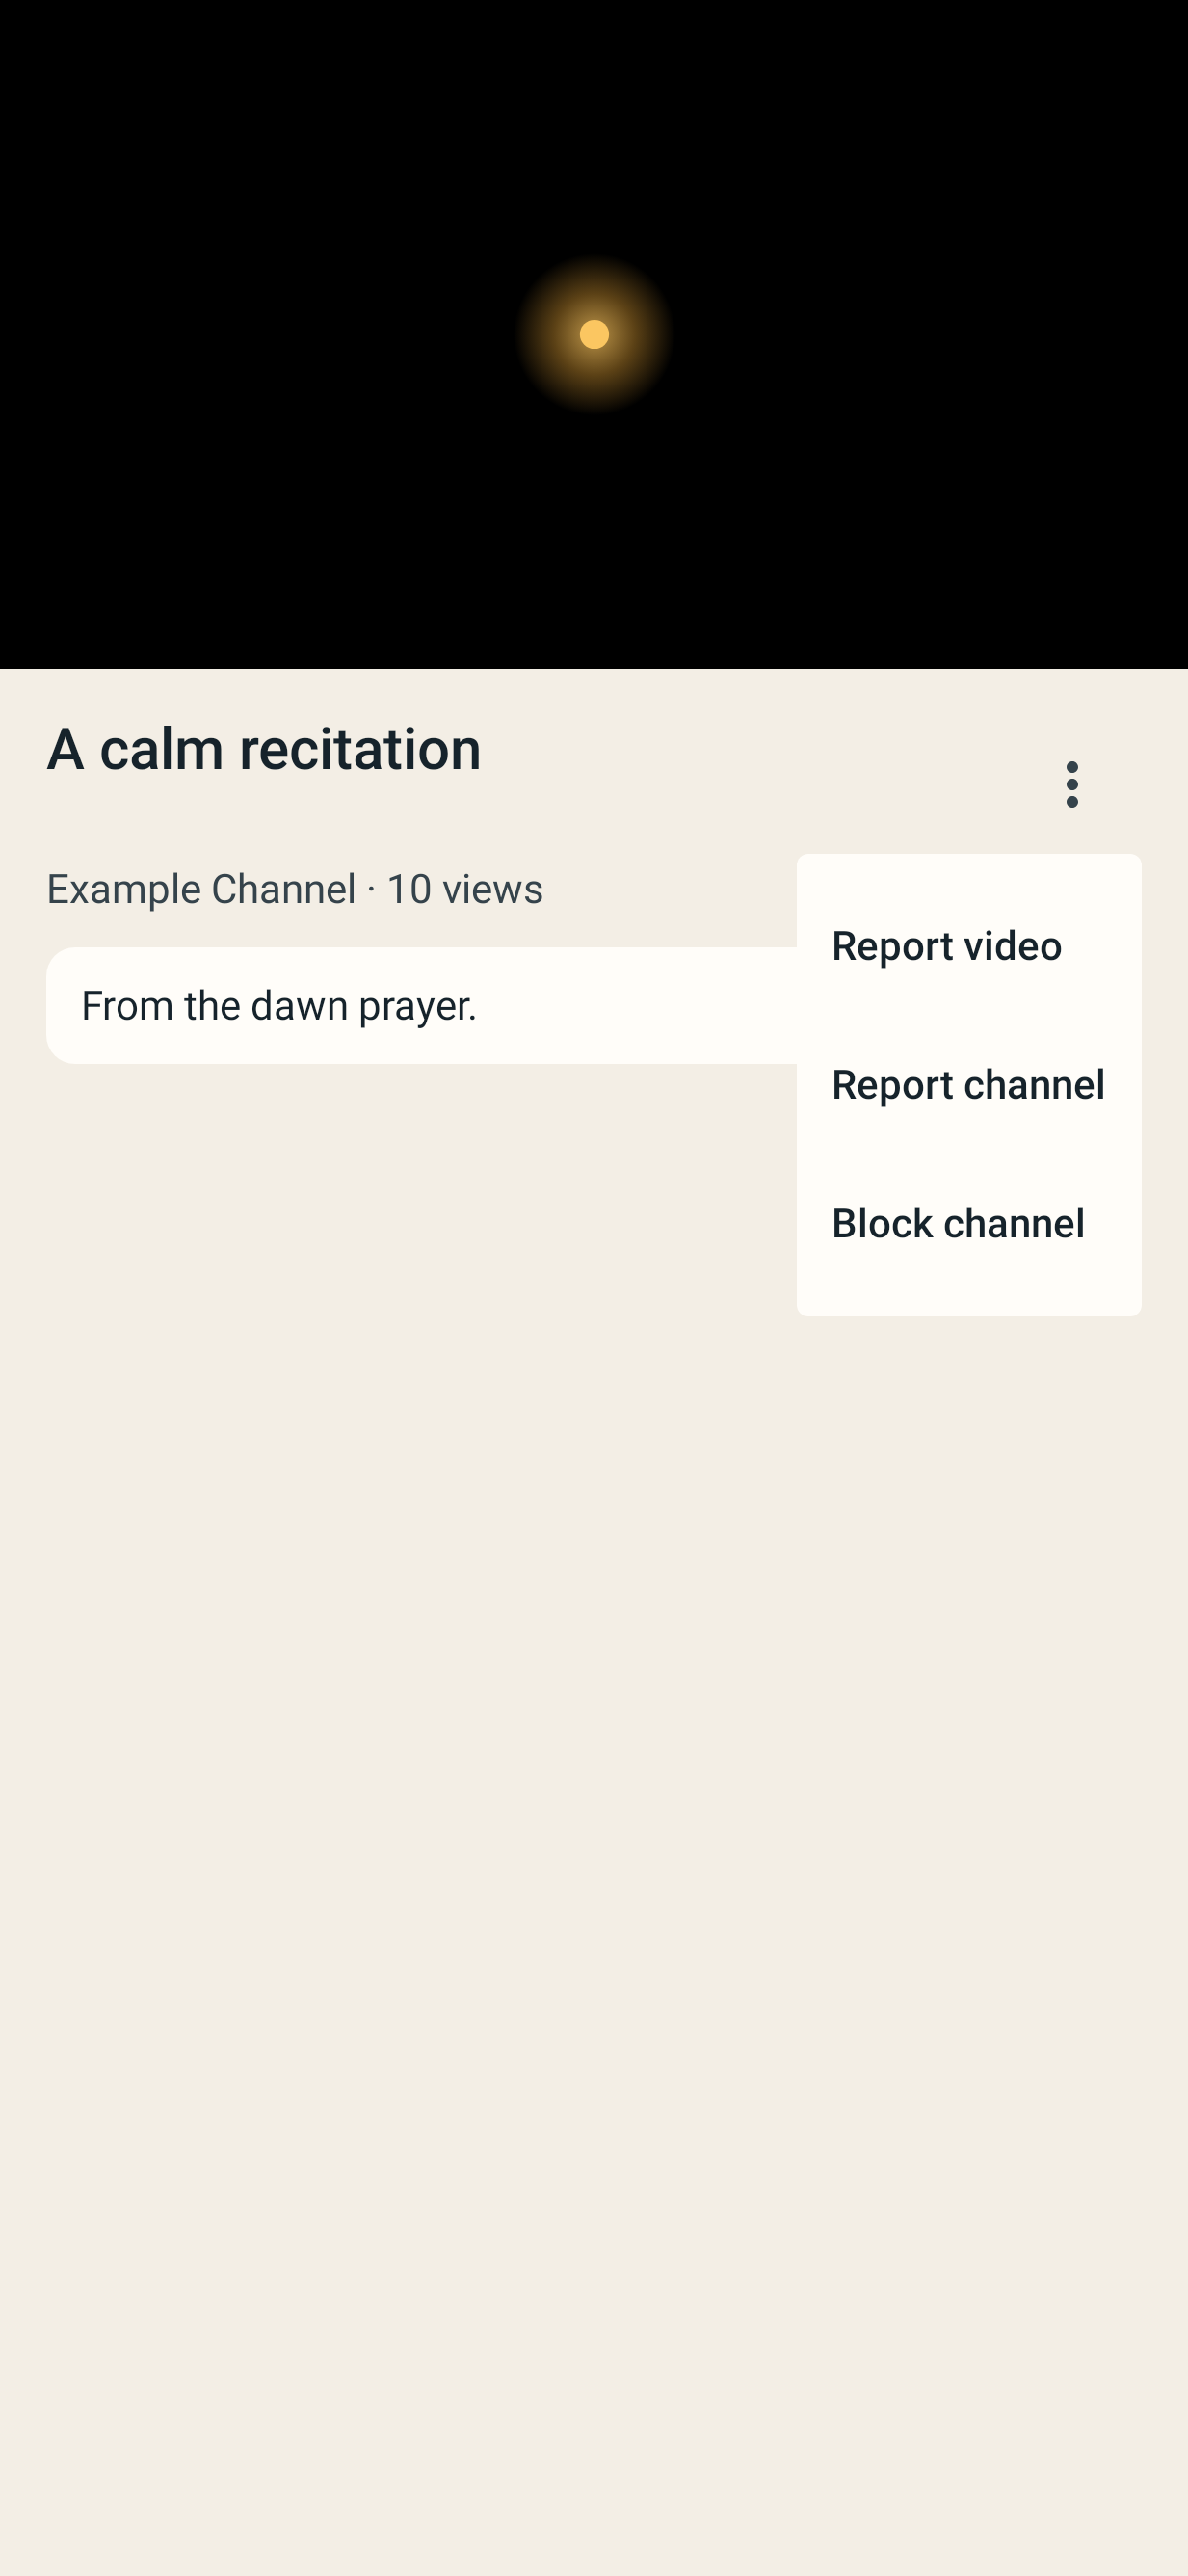 A calm recitation
Example Channel · 10 views
From the dawn prayer.
Report video
Report channel
Block channel